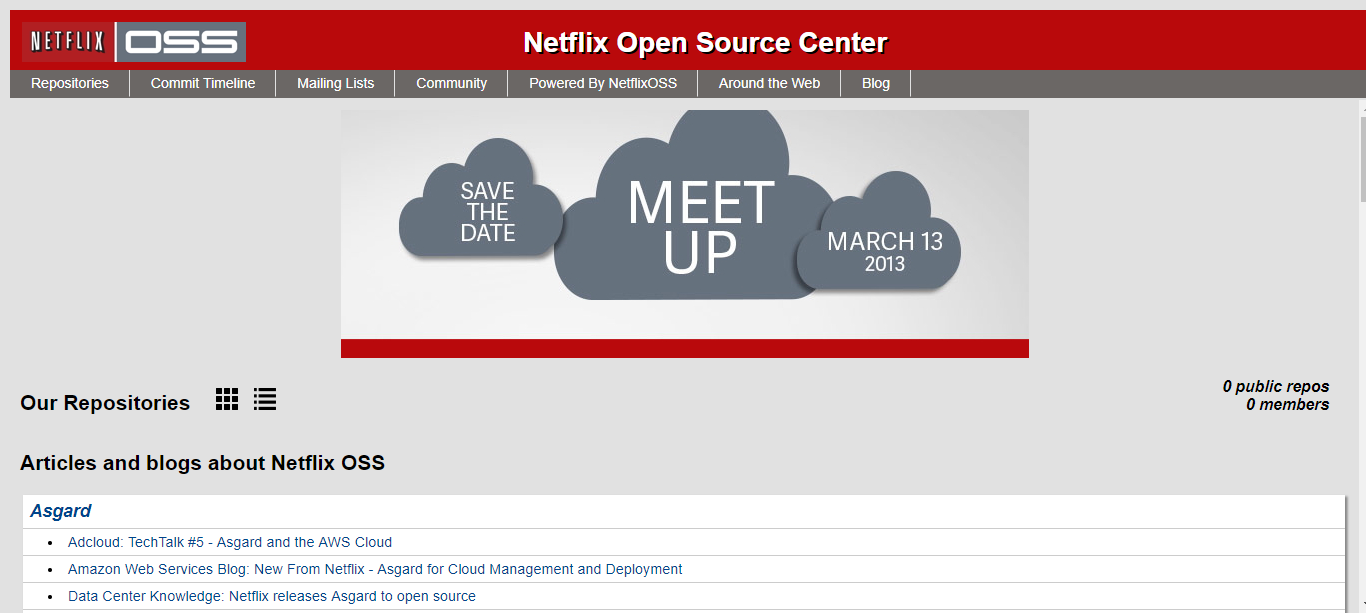 NETFLIX OSS
Netflix Open Source Center
Repositories
Commit Timeline
Mailing Lists
Community
Powered By NetflixOSS
Around the Web
Blog
SAVE
THE
DATE
MEET
UP
MARCH 13
2013
Our Repositories
0 public repos
0 members
Articles and blogs about Netflix OSS
Asgard
Adcloud: TechTalk #5 - Asgard and the AWS Cloud
Amazon Web Services Blog: New From Netflix - Asgard for Cloud Management and Deployment
Data Center Knowledge: Netflix releases Asgard to open source